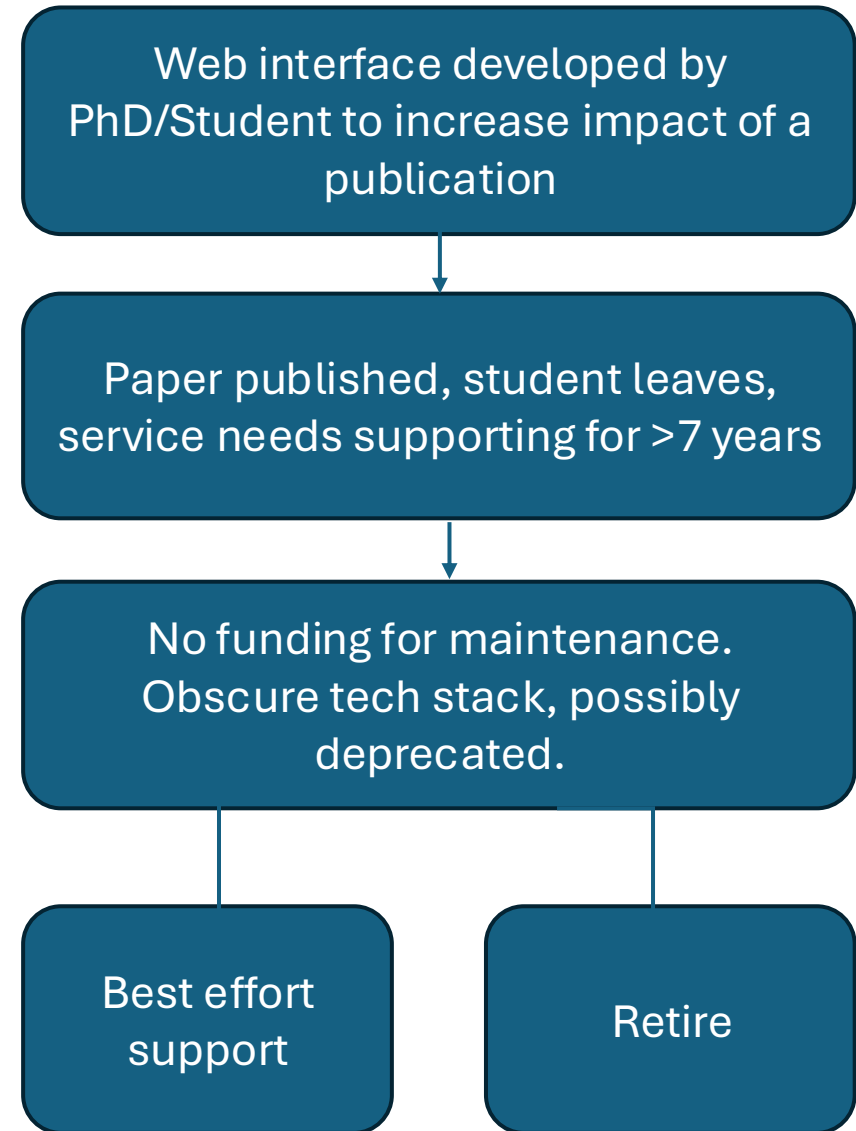 Web interface developed by
PhD/Student to increase impact of a
publication
Paper published, student leaves,
service needs supporting for >7 years
No funding for maintenance.
Obscure tech stack, possibly
deprecated.
Best effort
support
Retire